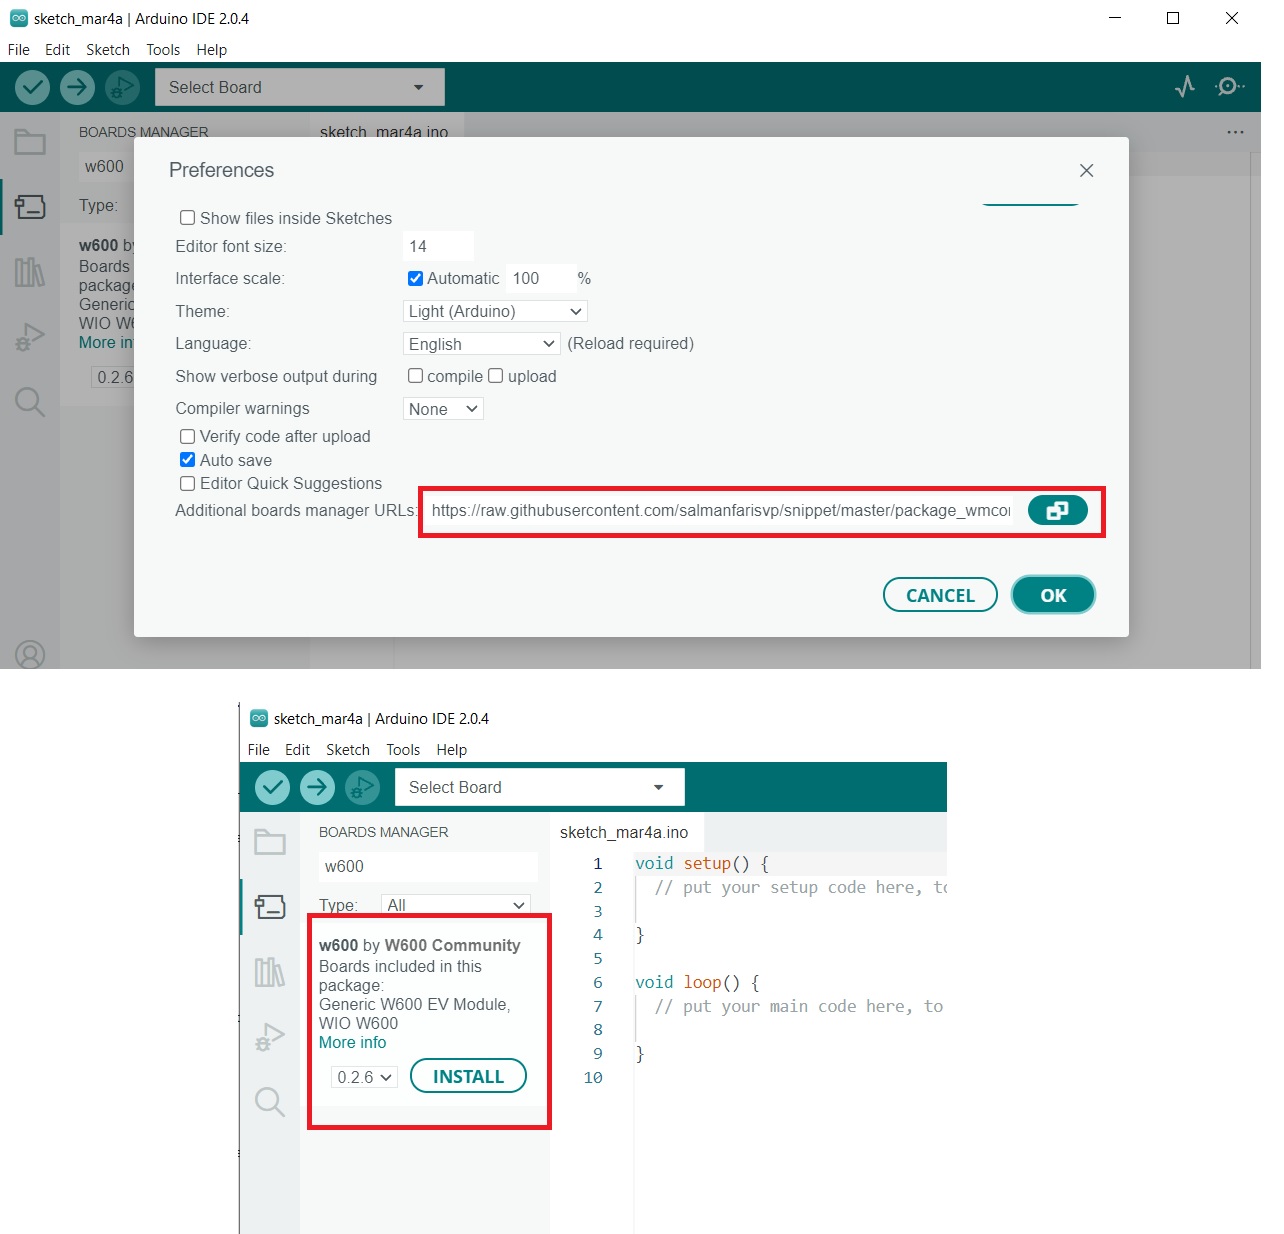 sketch_mar4a | Arduino IDE 2.0.4
File Edit Sketch Tools Help
Select Board
BOARDS MANAGER
sketch_mar4a.ino
w600
Type:
w600 by
Boards
package
Generic
WIO W6
More in
0.2.6
Preferences
Show files inside Sketches
Editor font size: 14
Interface scale: Automatic 100 %
Theme: Light (Arduino)
Language: English (Reload required)
Show verbose output during compile upload
Compiler warnings None
Verify code after upload
Auto save
Editor Quick Suggestions
Additional boards manager URLs: https://raw.githubusercontent.com/salmanfarisvp/snippet/master/package_wmcon
CANCEL OK
sketch_mar4a | Arduino IDE 2.0.4
File Edit Sketch Tools Help
Select Board
BOARDS MANAGER
sketch_mar4a.ino
w600
Type: All
w600 by W600 Community
Boards included in this
package:
Generic W600 EV Module,
WIO W600
More info
0.2.6 INSTALL
1 void setup() {
2 // put your setup code here, to
3
4 }
5
6 void loop() {
7 // put your main code here, to
8
9 }
10